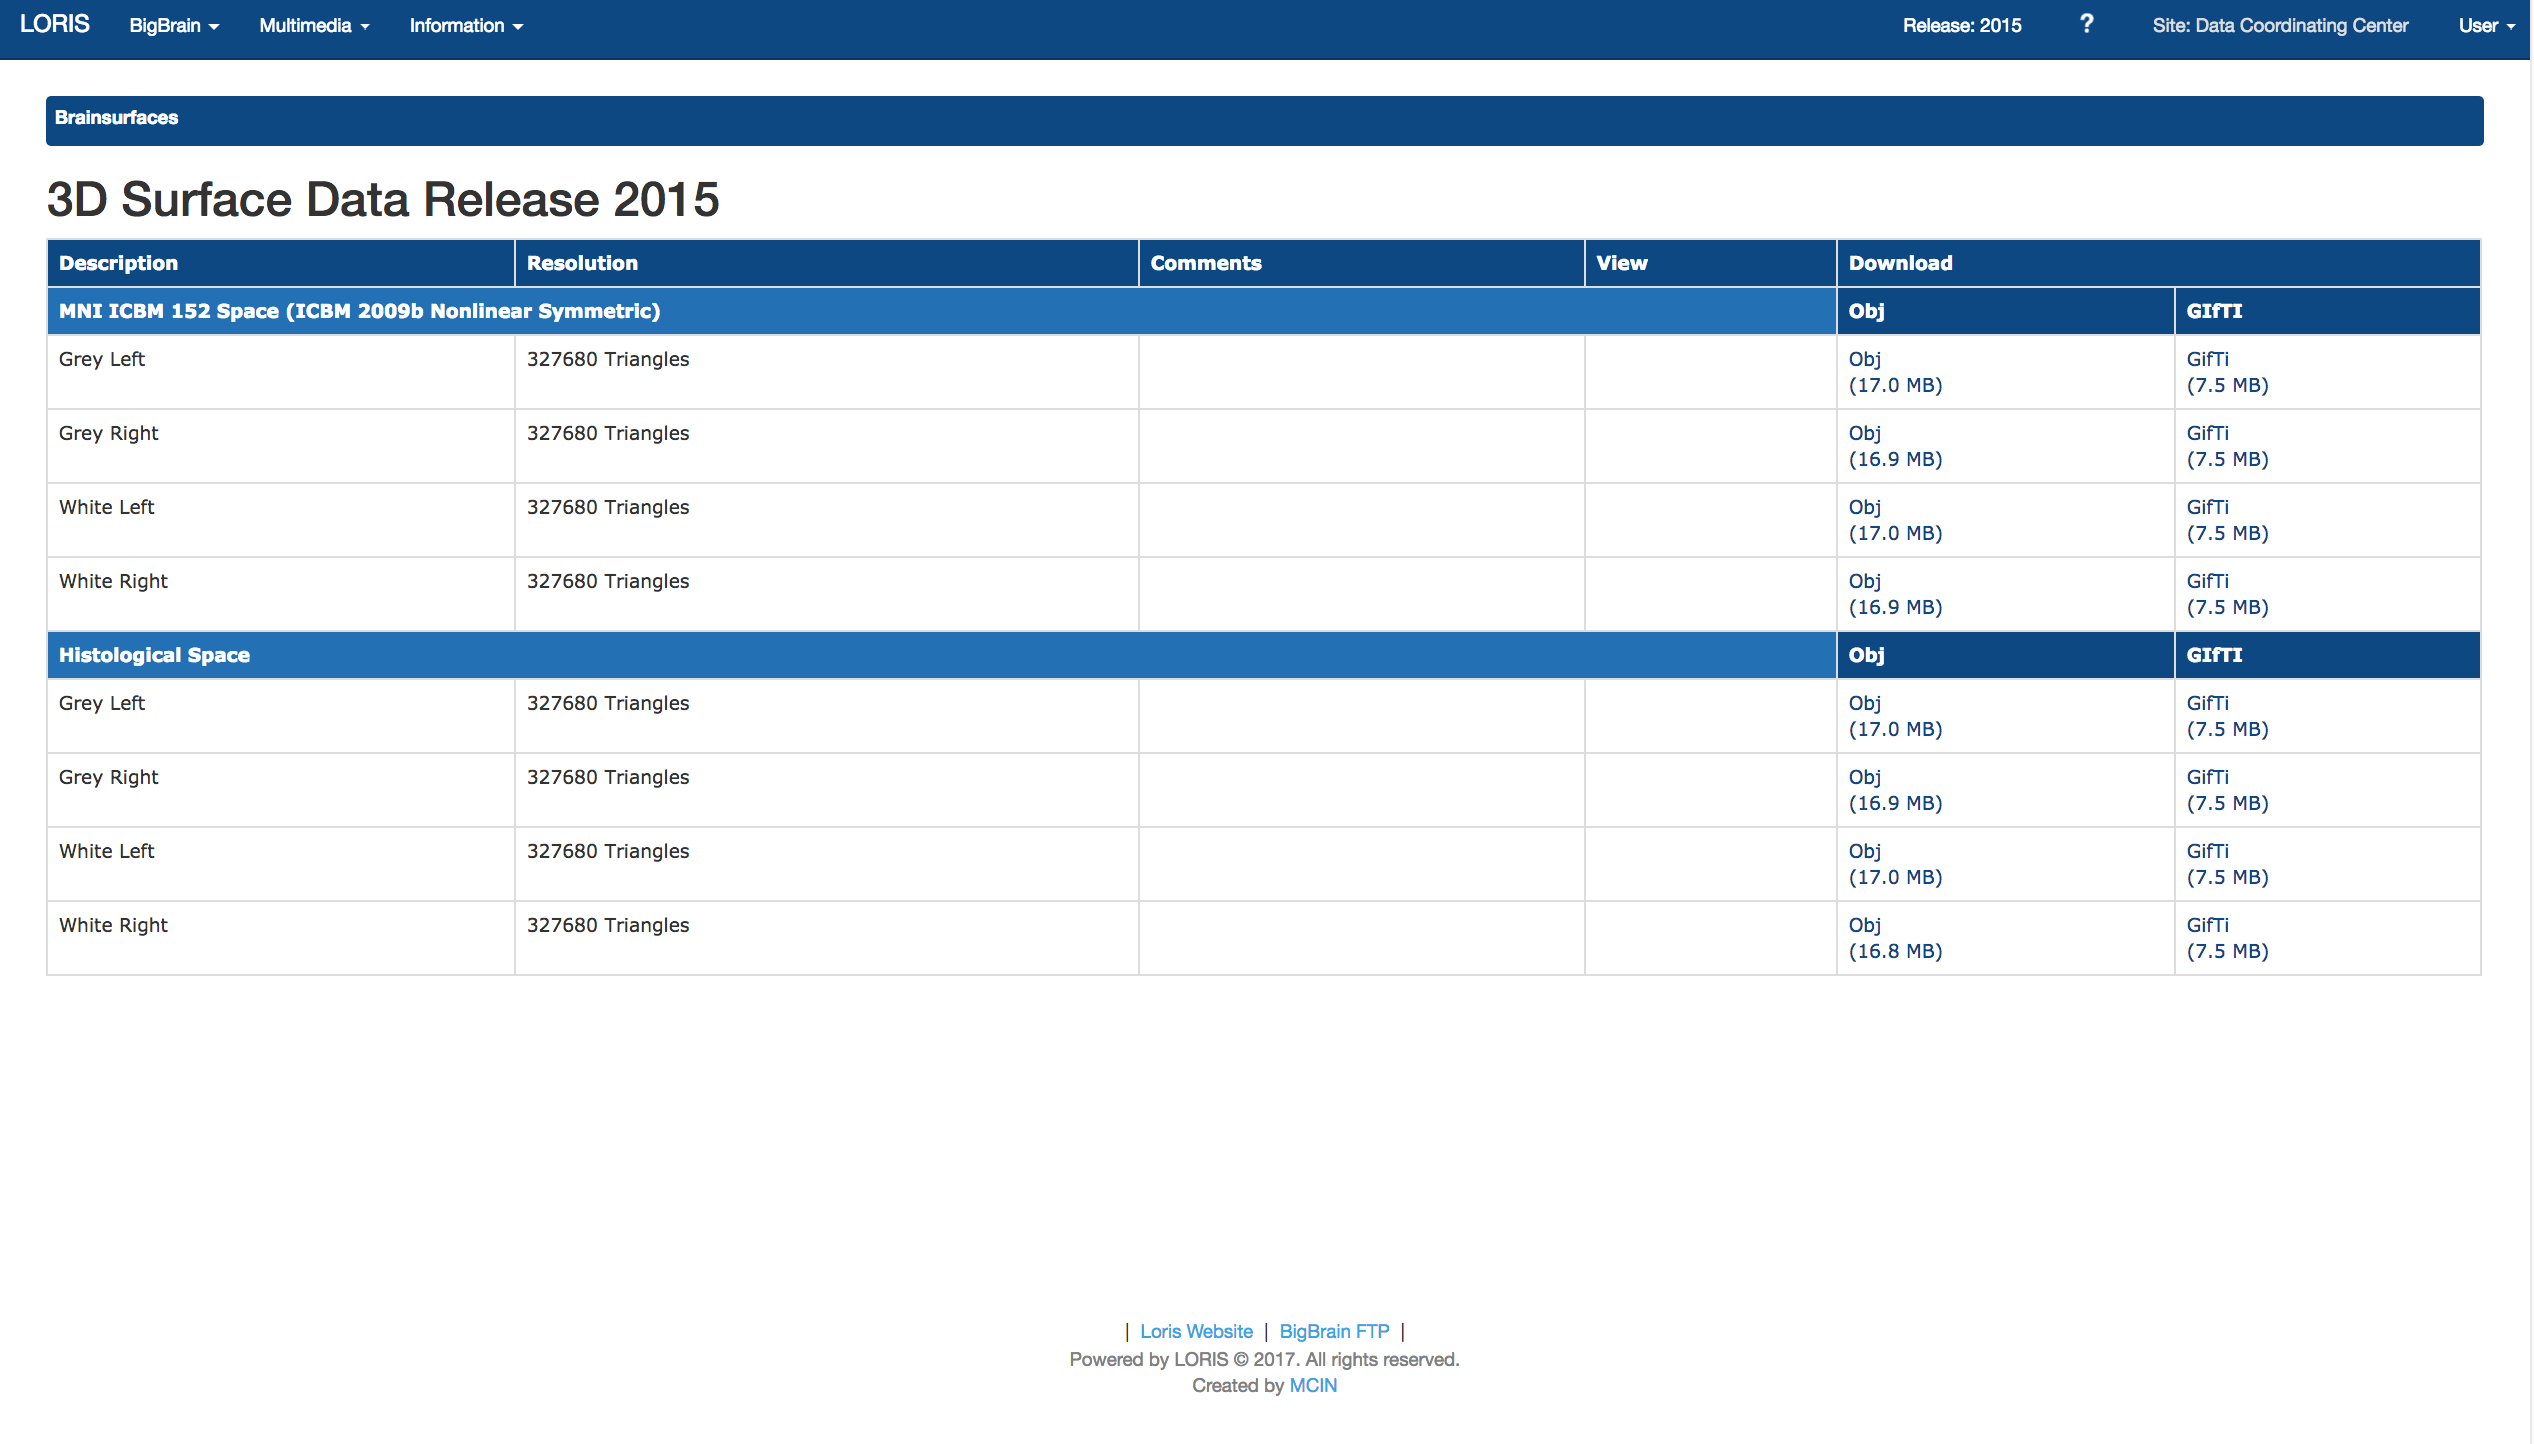 LORIS BigBrain Multimedia Information Release: 2015 ? Site: Data Coordinating Center User
Brainsurfaces
3D Surface Data Release 2015
Description Resolution Comments View Download
MNI ICBM 152 Space (ICBM 2009b Nonlinear Symmetric) Obj GIfTI
Grey Left 327680 Triangles Obj GifTi
(17.0 MB) (7.5 MB)
Grey Right 327680 Triangles Obj GifTi
(16.9 MB) (7.5 MB)
White Left 327680 Triangles Obj GifTi
(17.0 MB) (7.5 MB)
White Right 327680 Triangles Obj GifTi
(16.9 MB) (7.5 MB)
Histological Space Obj GIfTI
Grey Left 327680 Triangles Obj GifTi
(17.0 MB) (7.5 MB)
Grey Right 327680 Triangles Obj GifTi
(16.9 MB) (7.5 MB)
White Left 327680 Triangles Obj GifTi
(17.0 MB) (7.5 MB)
White Right 327680 Triangles Obj GifTi
(16.8 MB) (7.5 MB)
| Loris Website | BigBrain FTP |
Powered by LORIS © 2017. All rights reserved.
Created by MCIN